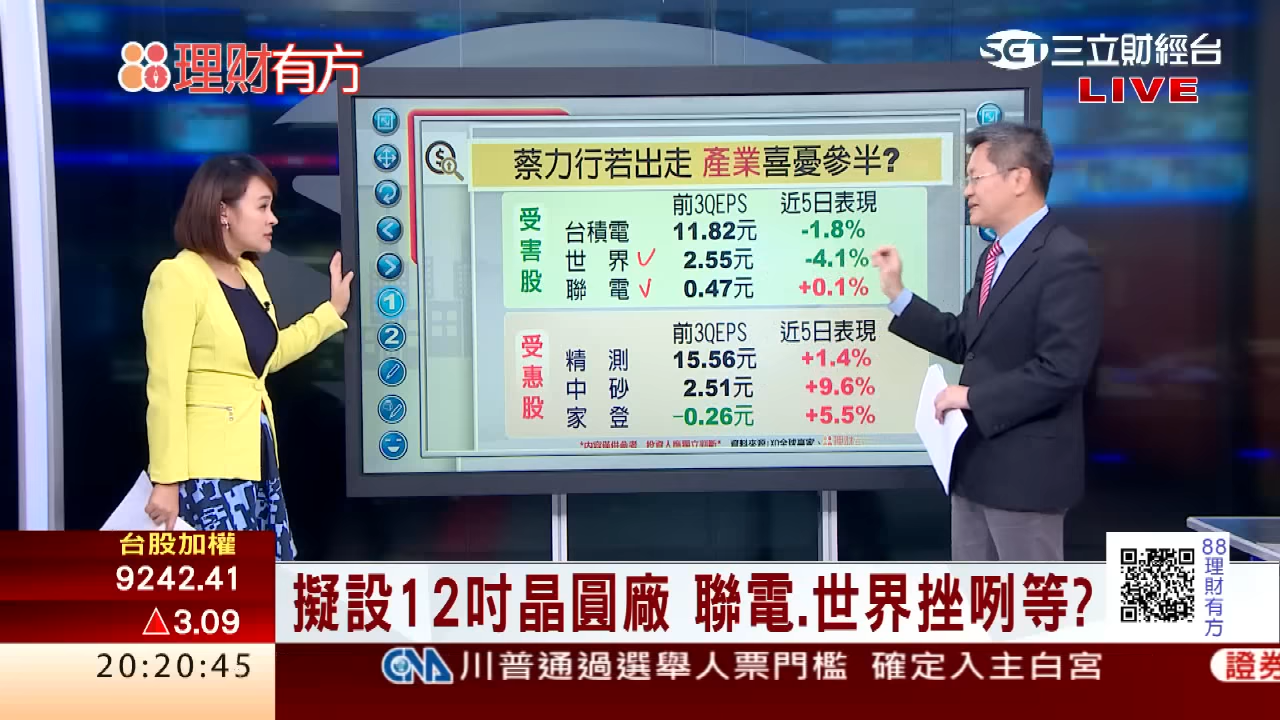 理財有方
SET三立財經台
LIVE
蔡力行若出走 產業喜憂參半?
受害股
前3QEPS 近5日表現
台積電 11.82元 -1.8%
世界 2.55元 -4.1%
聯電 0.47元 +0.1%
受惠股
前3QEPS 近5日表現
精測 15.56元 +1.4%
中砂 2.51元 +9.6%
家登 -0.26元 +5.5%
1
2
台股加權
9242.41
△3.09
20:20:45
擬設12吋晶圓廠 聯電.世界挫咧等?
88理財有方
CNA 川普通過選舉人票門檻 確定入主白宮
證券